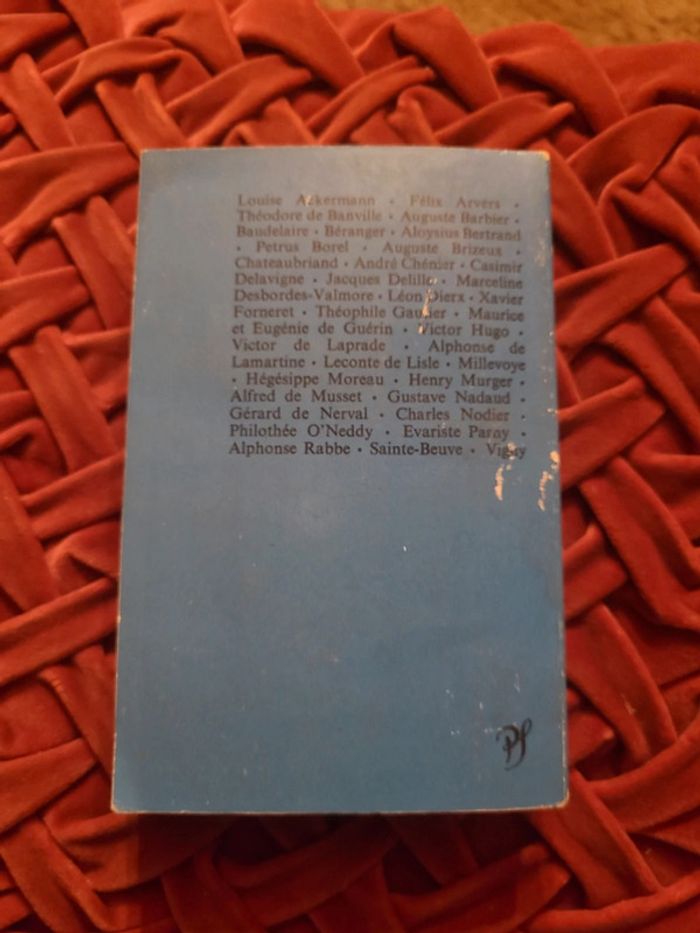 Louise Ackermann · Félix Arvers ·
Théodore de Banville · Auguste Barbier ·
Baudelaire · Béranger · Aloysius Bertrand
· Petrus Borel · Auguste Brizeux ·
Chateaubriand · André Chénier · Casimir
Delavigne · Jacques Delille · Marceline
Desbordes-Valmore · Léon Dierx · Xavier
Forneret · Théophile Gautier · Maurice
et Eugénie de Guérin · Victor Hugo ·
Victor de Laprade · Alphonse de
Lamartine · Leconte de Lisle · Millevoye
· Hégésippe Moreau · Henry Murger ·
Alfred de Musset · Gustave Nadaud ·
Gérard de Nerval · Charles Nodier ·
Philothée O'Neddy · Evariste Parny ·
Alphonse Rabbe · Sainte-Beuve · Vigny